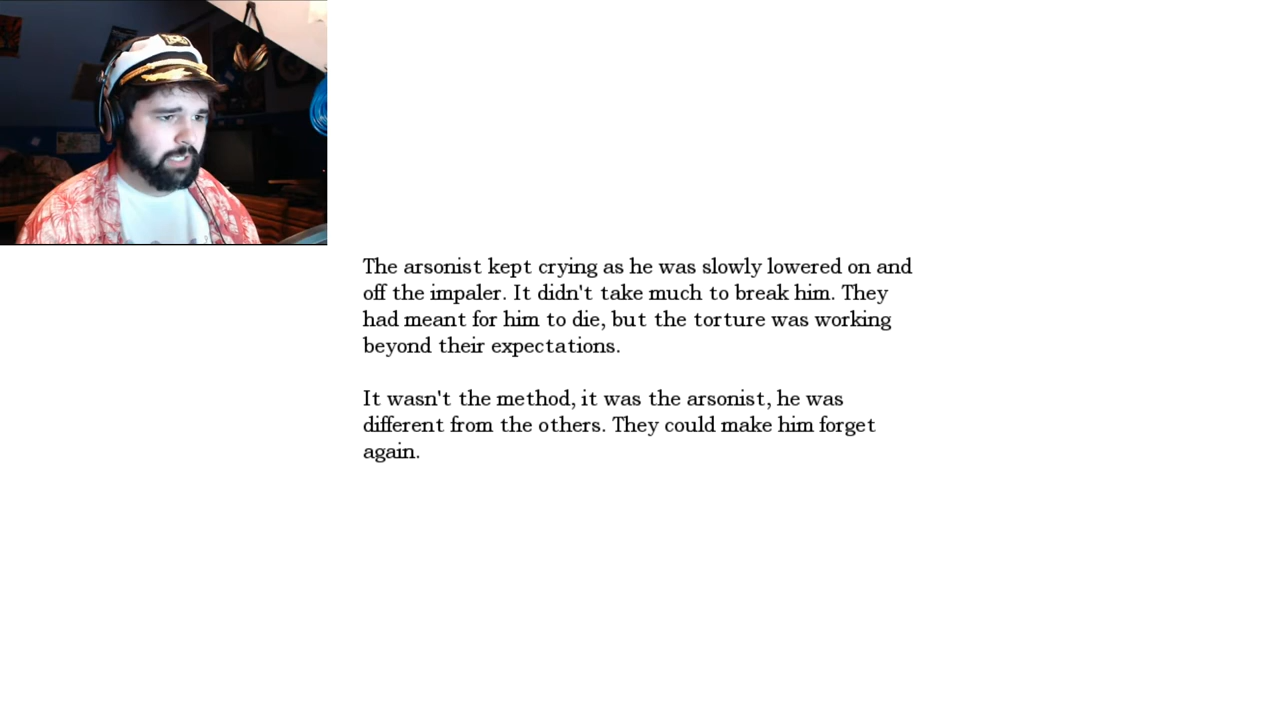 The arsonist kept crying as he was slowly lowered on and
off the impaler. It didn't take much to break him. They
had meant for him to die, but the torture was working
beyond their expectations.
It wasn't the method, it was the arsonist, he was
different from the others. They could make him forget
again.